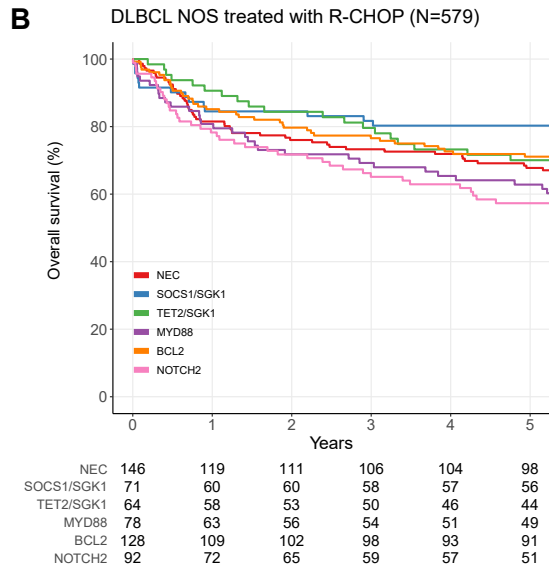 B
DLBCL NOS treated with R-CHOP (N=579)
Overall survival (%)
100
80
60
40
80
0
NEC
SOCS1/SGK1
TET2/SGK1
MYD88
BCL2
NOTCH2
0 1 2 3 4 5
Years
NEC 146 119 111 106 104 98
SOCS1/SGK1 71 60 60 58 57 56
TET2/SGK1 64 58 53 50 46 44
MYD88 78 63 56 54 51 49
BCL2 128 109 102 98 93 91
NOTCH2 92 72 65 59 57 51